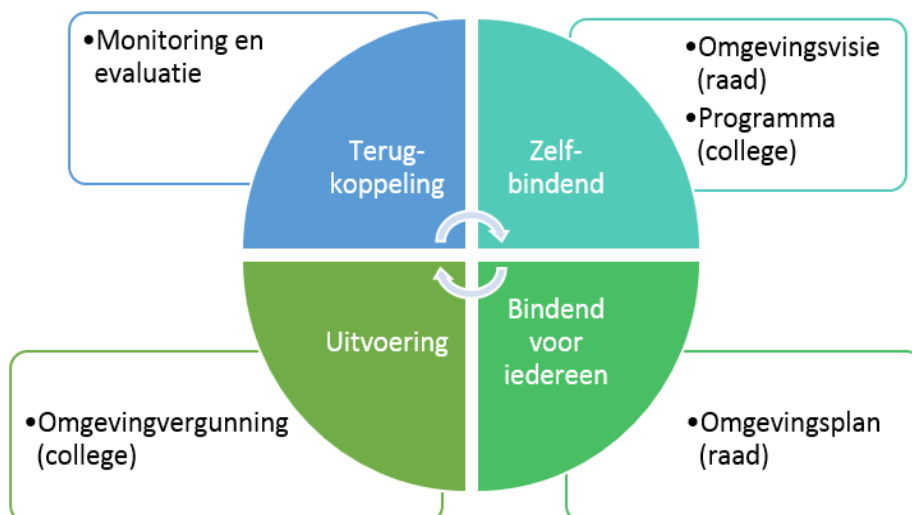 •Monitoring en
evaluatie
•Omgevingsvisie
(raad)
•Programma
(college)
Terug-
koppeling
Zelf-
bindend
Uitvoering
Bindend
voor
iedereen
•Omgevingvergunning
(college)
•Omgevingsplan
(raad)